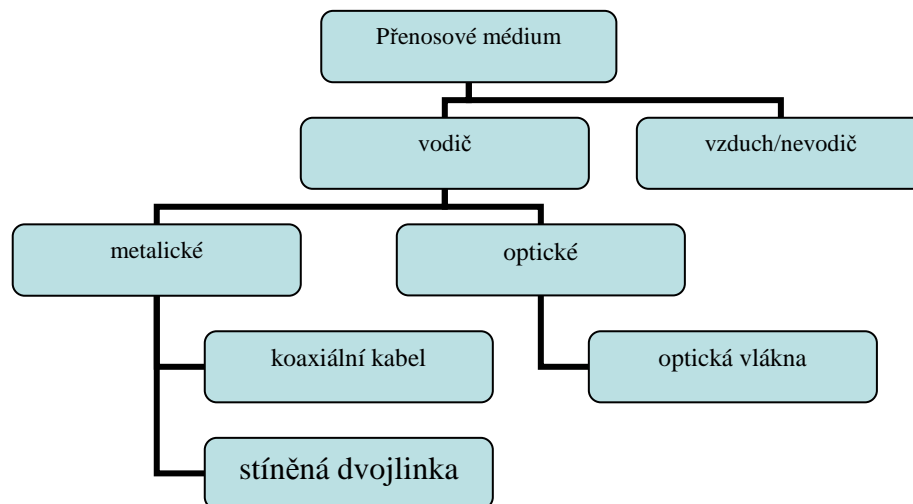 Přenosové médium
vodič
vzduch/nevodič
metalické
optické
koaxiální kabel
optická vlákna
stíněná dvojlinka